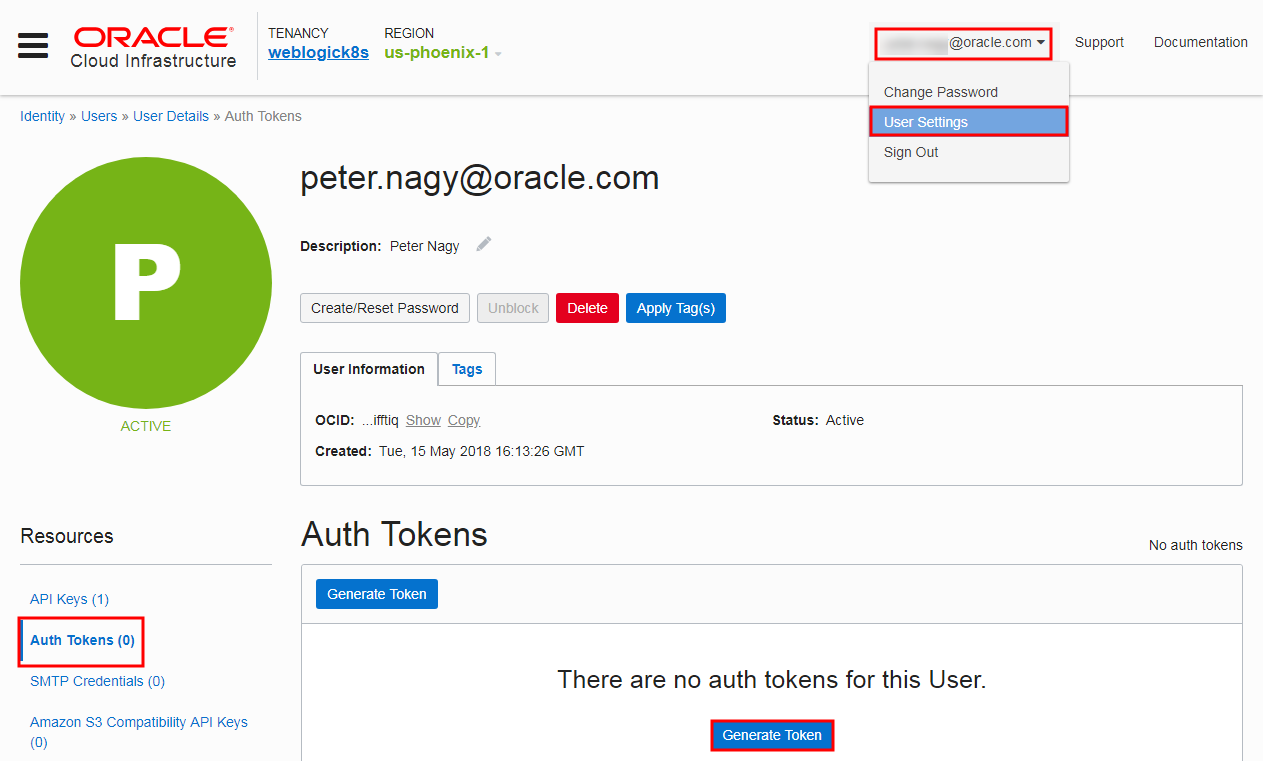 ORACLE®
Cloud Infrastructure
TENANCY
weblogick8s
REGION
us-phoenix-1
@oracle.com
Support
Documentation
Change Password
User Settings
Sign Out
Identity » Users » User Details » Auth Tokens
P
ACTIVE
peter.nagy@oracle.com
Description: Peter Nagy
Create/Reset Password
Unblock
Delete
Apply Tag(s)
User Information
Tags
OCID: ...ifftiq Show Copy
Status: Active
Created: Tue, 15 May 2018 16:13:26 GMT
Resources
API Keys (1)
Auth Tokens (0)
SMTP Credentials (0)
Amazon S3 Compatibility API Keys
(0)
Auth Tokens
No auth tokens
Generate Token
There are no auth tokens for this User.
Generate Token